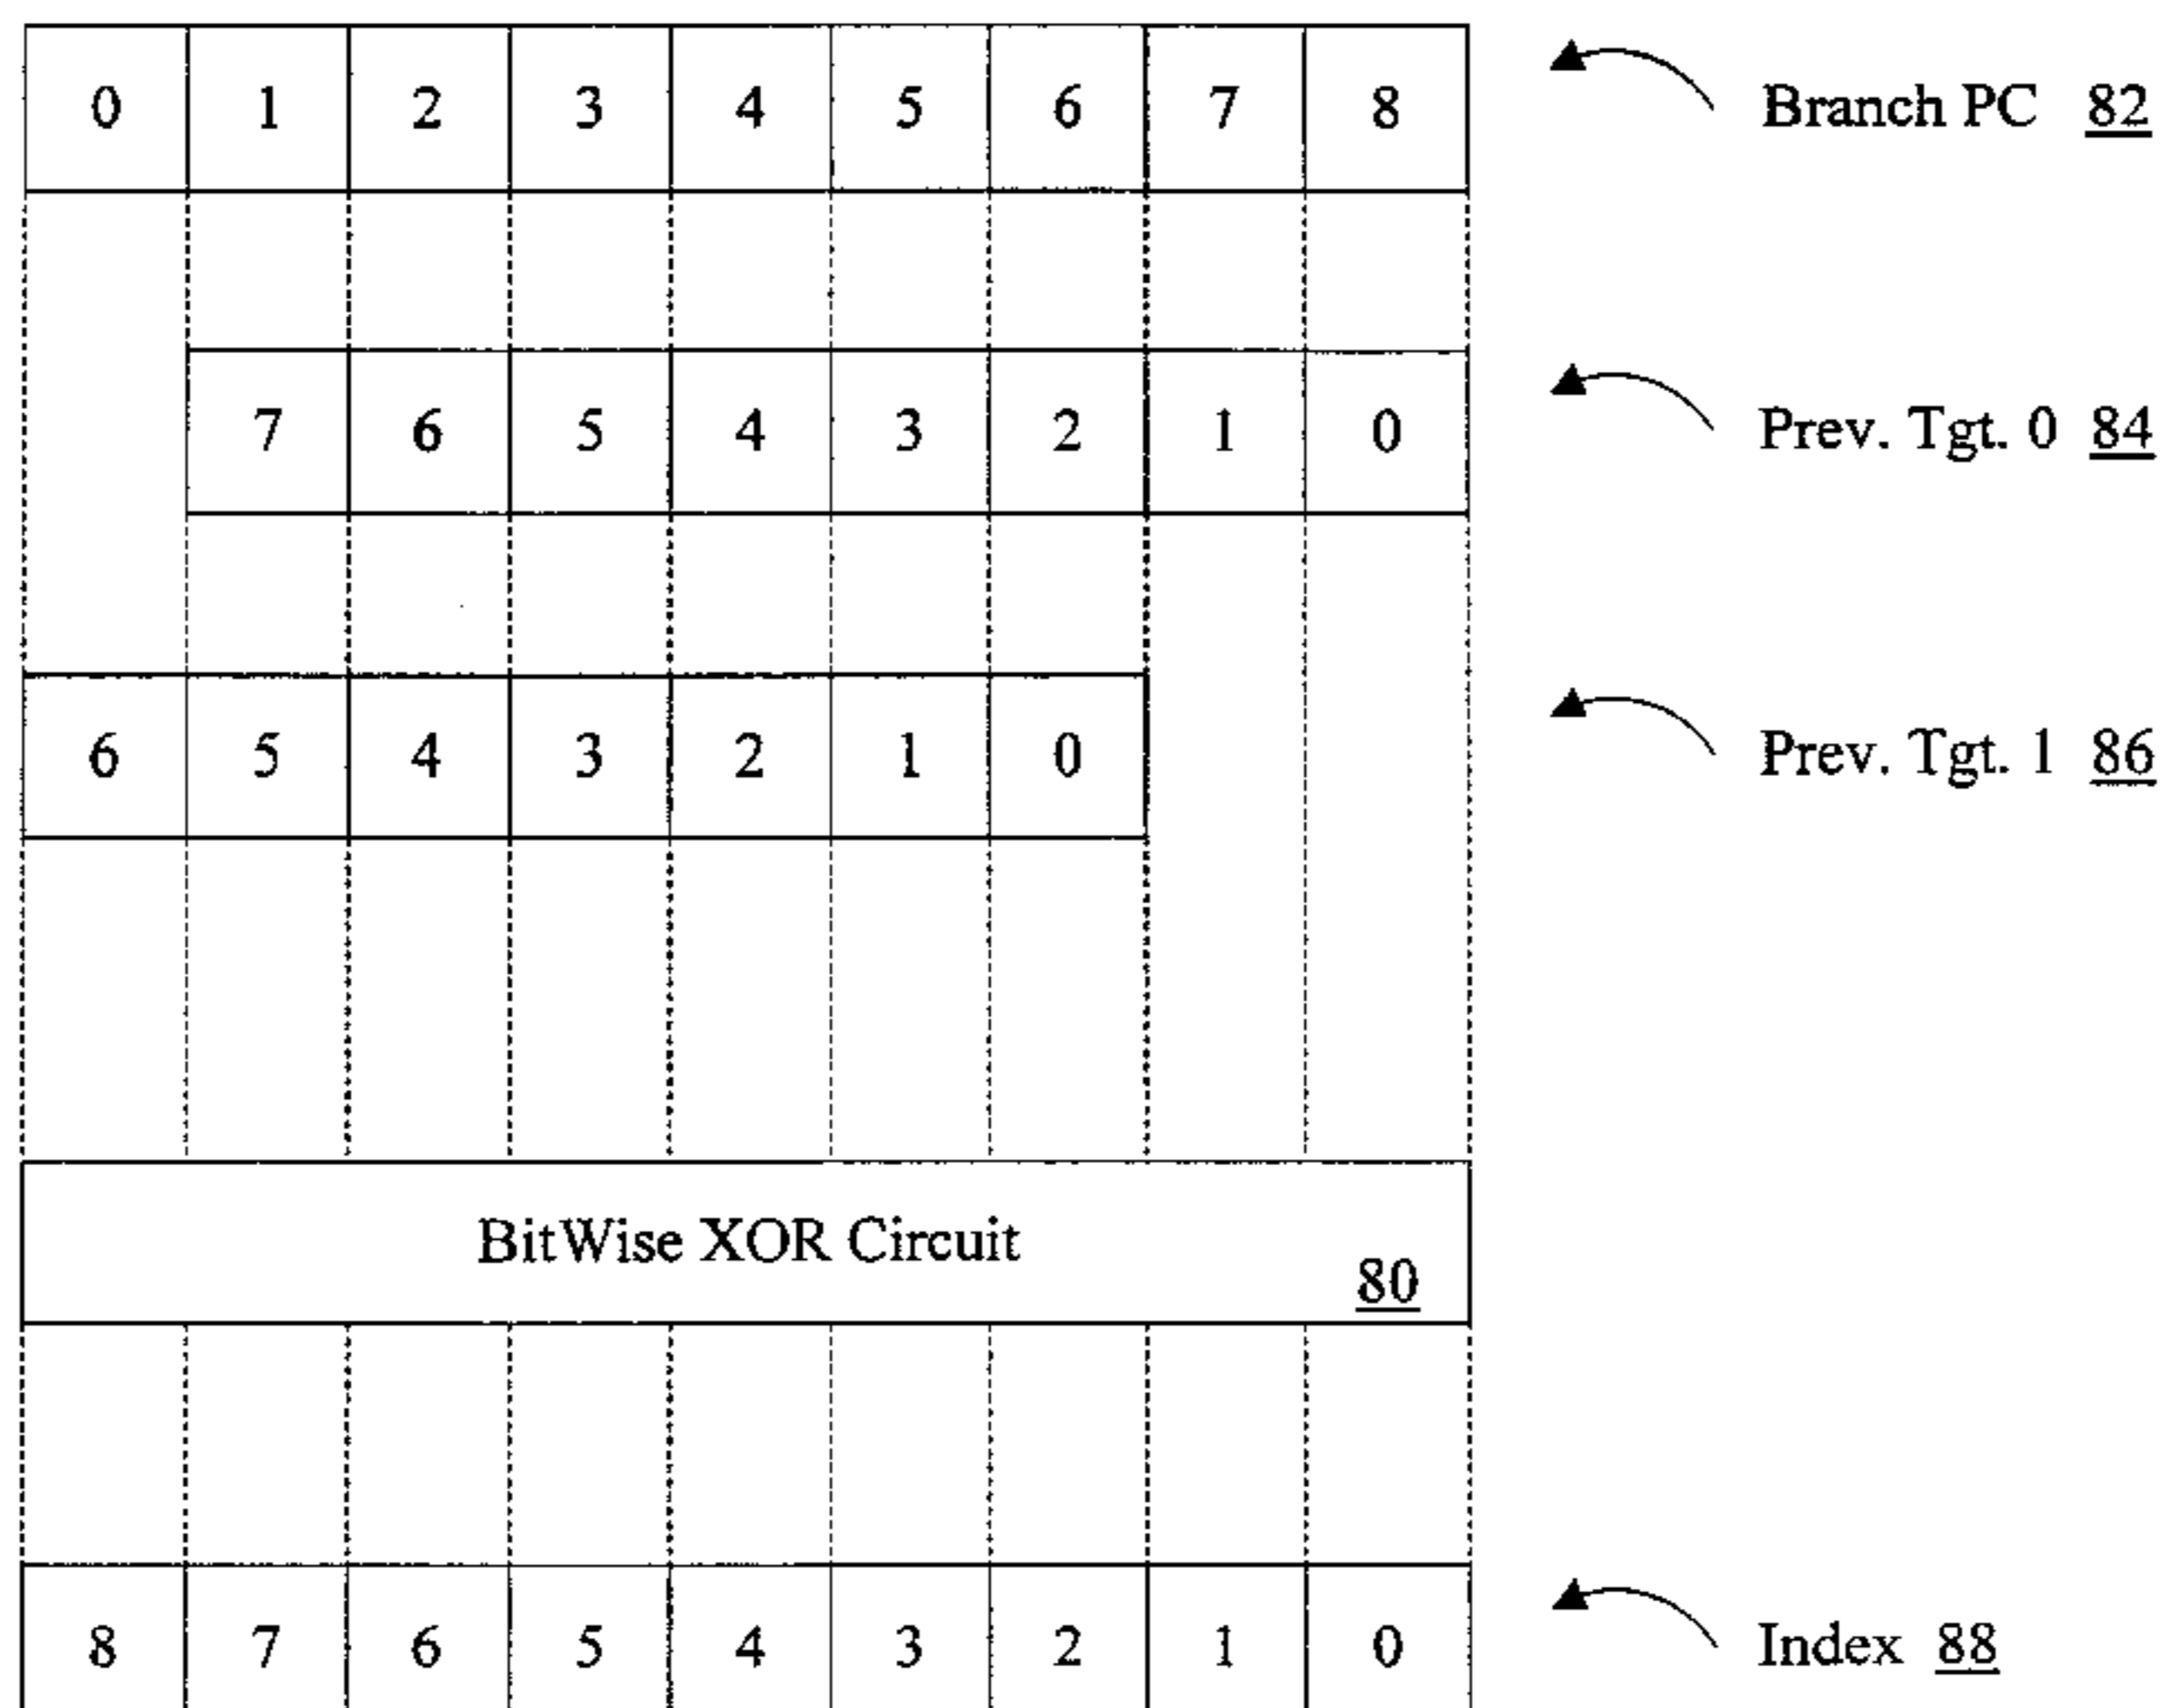 0 1 2 3 4 5 6 7 8 Branch PC 82
7 6 5 4 3 2 1 0 Prev. Tgt. 0 84
6 5 4 3 2 1 0 Prev. Tgt. 1 86
BitWise XOR Circuit 80
8 7 6 5 4 3 2 1 0 Index 88